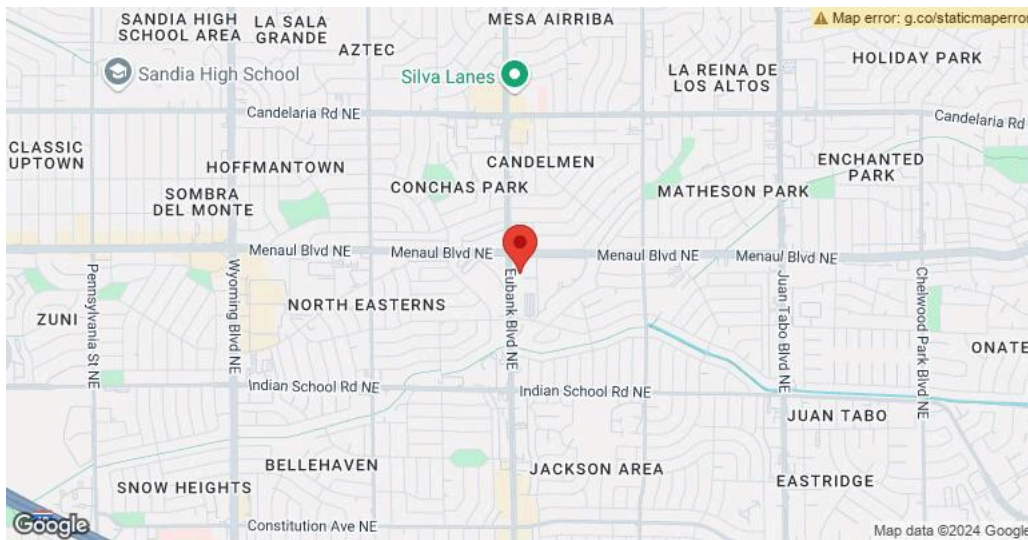 SANDIA HIGH
SCHOOL AREA
LA SALA
GRANDE
MESA AIRRIBA
Map error: g.co/staticmaperror
AZTEC
HOLIDAY PARK
Sandia High School
Silva Lanes
LA REINA DE
LOS ALTOS
Candelaria Rd NE
Candelaria Rd
CLASSIC
UPTOWN
HOFFMANTOWN
CANDELMEN
ENCHANTED
PARK
CONCHAS PARK
MATHESON PARK
SOMBRA
DEL MONTE
Menaul Blvd NE
Menaul Blvd NE
Menaul Blvd NE
Menaul Blvd NE
Pennsylvania St NE
Wyoming Blvd NE
Eubank Blvd NE
Juan Tabo Blvd NE
Chelwood Park Blvd NE
NORTH EASTERNS
ZUNI
ONATE
Indian School Rd NE
Indian School Rd NE
JUAN TABO
BELLEHAVEN
JACKSON AREA
SNOW HEIGHTS
EASTRIDGE
Constitution Ave NE
Google
Map data ©2024 Google